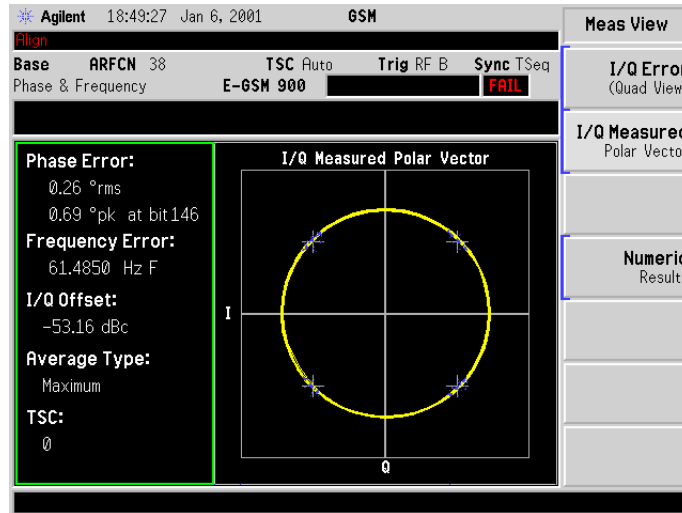 Agilent 18:49:27 Jan 6, 2001 GSM
Align
Base ARFCN 38 TSC Auto Trig RF B Sync TSeq
Phase & Frequency E-GSM 900 FAIL
Phase Error:
0.26 °rms
0.69 °pk at bit 146
Frequency Error:
61.4850 Hz F
I/Q Offset:
-53.16 dBc
Average Type:
Maximum
TSC:
0
I/Q Measured Polar Vector
I
Q
Meas View
I/Q Error
(Quad View
I/Q Measured
Polar Vecto
Numeric
Result